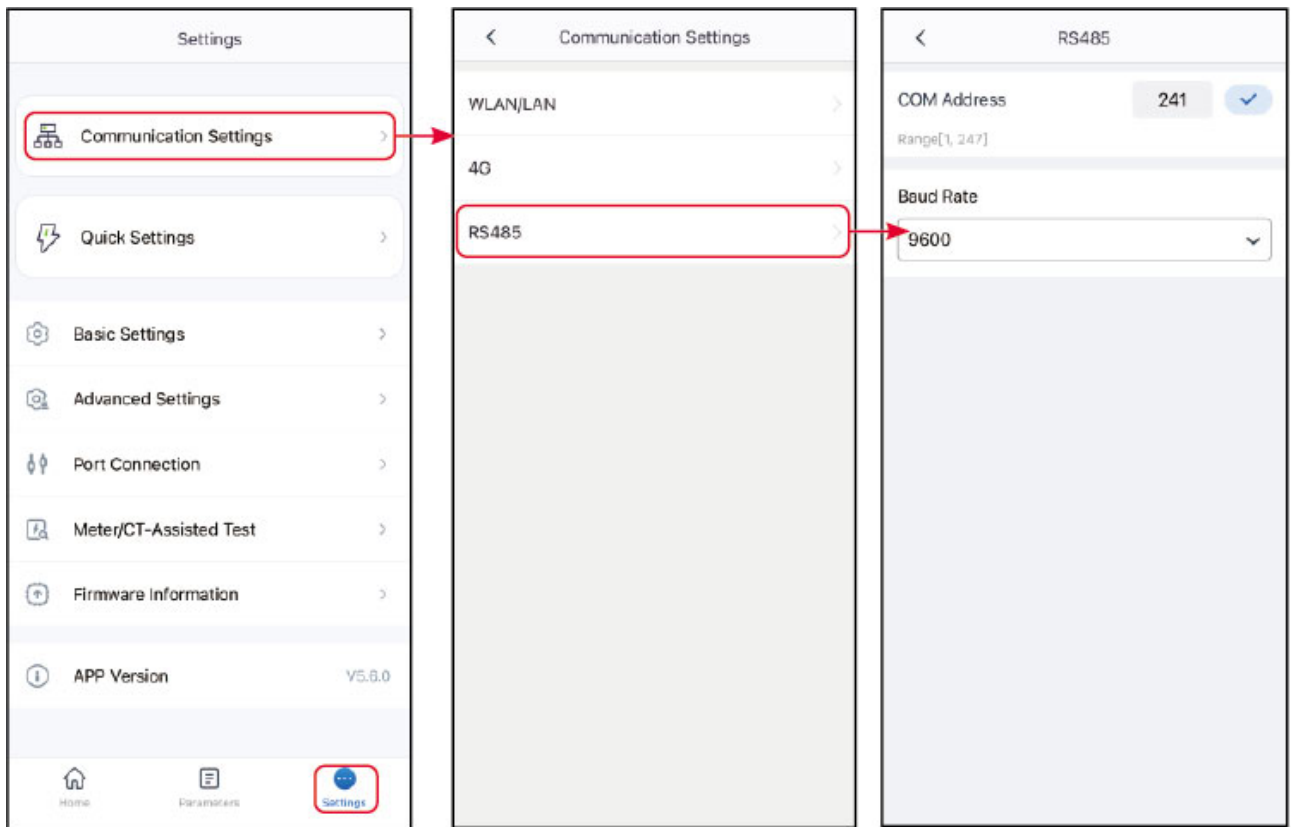 Settings
Communication Settings
Quick Settings
Basic Settings
Advanced Settings
Port Connection
Meter/CT-Assisted Test
Firmware Information
APP Version V5.6.0
Home Parameters Settings
Communication Settings
WLAN/LAN
4G
RS485
RS485
COM Address 241
Range[1, 247]
Baud Rate
9600